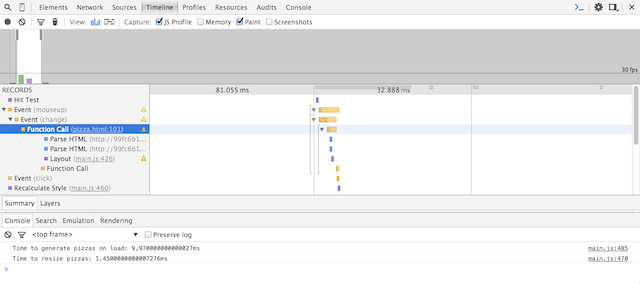 Elements Network Sources Timeline Profiles Resources Audits Console
View: Capture: JS Profile Memory Paint Screenshots
30 fps
RECORDS 81.055 ms 32.888 ms
Hit Test
Event (mouseup)
Event (change)
Function Call (pizza.html:101)
Parse HTML (http://99fc6b1...
Parse HTML (http://99fc6b1...
Layout (main.js:426)
Function Call
Event (click)
Recalculate Style (main.js:460)
Summary Layers
Console Search Emulation Rendering
<top frame> Preserve log
Time to generate pizzas on load: 9.970000000000027ms main.js:485
Time to resize pizzas: 1.4500000000007276ms main.js:470